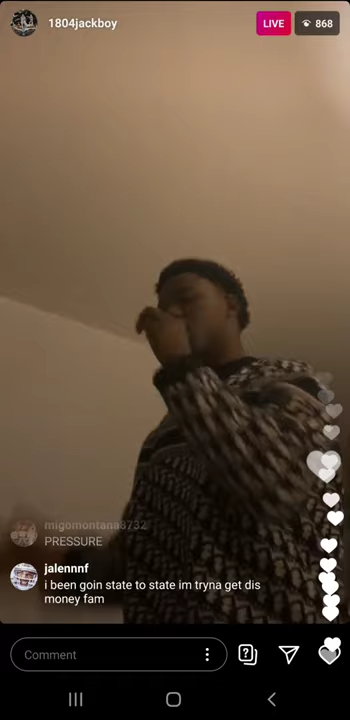 1804jackboy
LIVE
868
migomontana8732
PRESSURE
jalennnf
i been goin state to state im tryna get dis
money fam
Comment